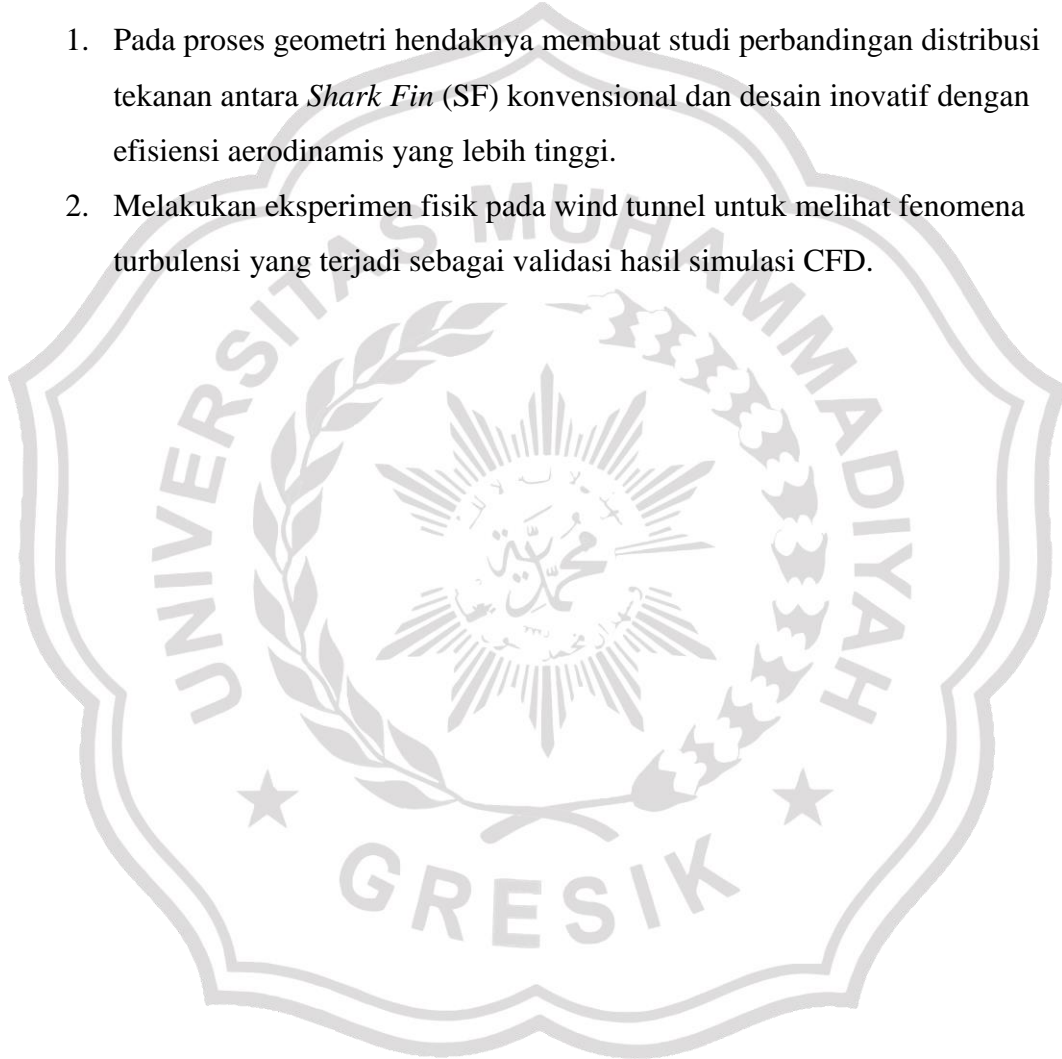 1. Pada proses geometri hendaknya membuat studi perbandingan distribusi
tekanan antara Shark Fin (SF) konvensional dan desain inovatif dengan
efisiensi aerodinamis yang lebih tinggi.
2. Melakukan eksperimen fisik pada wind tunnel untuk melihat fenomena
turbulensi yang terjadi sebagai validasi hasil simulasi CFD.
UNIVERSITAS MUHAMMADIYAH
GRESIK